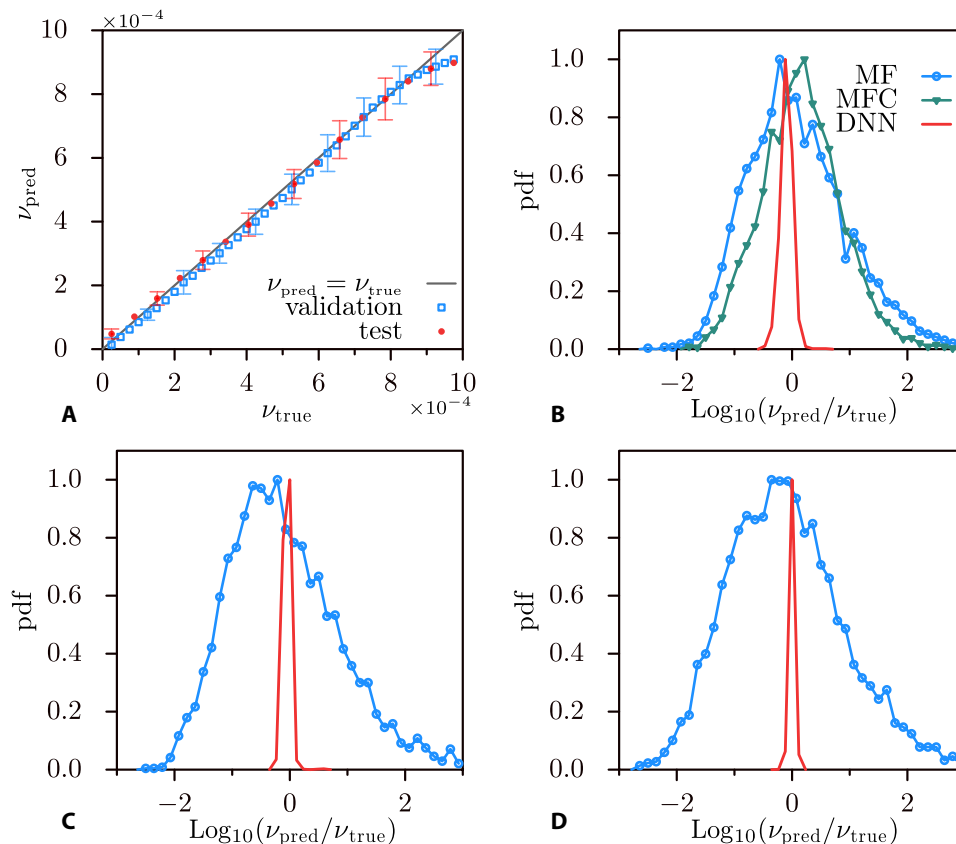 ×10⁻⁴
10
8
6
4
2
0
ν_pred
ν_pred = ν_true
validation
test
0 2 4 6 8 10
×10⁻⁴
ν_true
A
1.0
0.8
0.6
0.4
0.2
0.0
pdf
MF
MFC
DNN
−2 0 2
Log₁₀(ν_pred/ν_true)
B
1.0
0.8
0.6
0.4
0.2
0.0
pdf
−2 0 2
Log₁₀(ν_pred/ν_true)
C
1.0
0.8
0.6
0.4
0.2
0.0
pdf
−2 0 2
Log₁₀(ν_pred/ν_true)
D